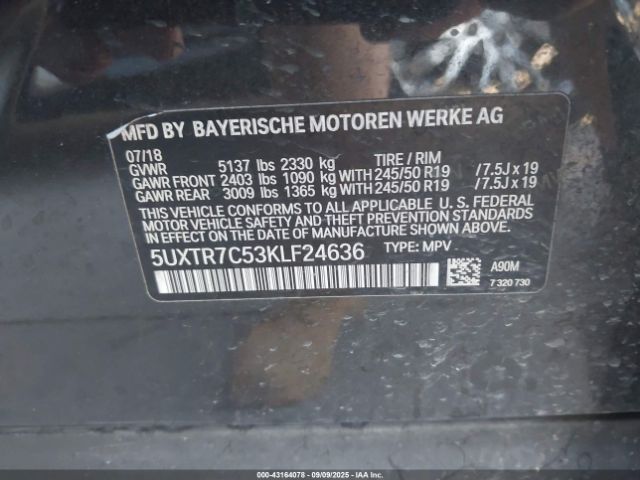 MFD BY BAYERISCHE MOTOREN WERKE AG
07/18
GVWR 5137 lbs 2330 kg TIRE / RIM
GAWR FRONT 2403 lbs 1090 kg WITH 245/50 R19 / 7.5J x 19
GAWR REAR 3009 lbs 1365 kg WITH 245/50 R19 / 7.5J x 19
THIS VEHICLE CONFORMS TO ALL APPLICABLE U. S. FEDERAL
MOTOR VEHICLE SAFETY, BUMPER, AND THEFT PREVENTION
STANDARDS IN EFFECT ON THE DATE OF MANUFACTURE SHOWN ABOVE.
5UXTR7C53KLF24636 TYPE: MPV
A90M
7 320 730
000-43164078 - 09/09/2025 - IAAI.COM